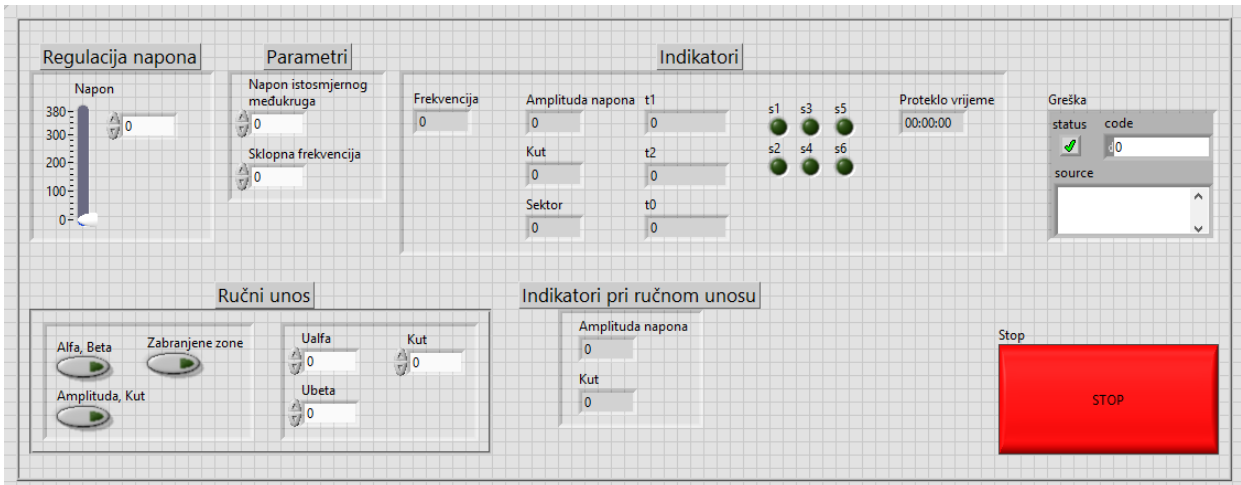 Regulacija napona
Napon
380
300
200
100
0
0
Parametri
Napon istosmjernog
međukruga
0
Sklopna frekvencija
0
Indikatori
Frekvencija
0
Amplituda napona
0
Kut
0
Sektor
0
t1
0
t2
0
t0
0
s1 s3 s5
s2 s4 s6
Proteklo vrijeme
00:00:00
Greška
status code
d0
source
Ručni unos
Alfa, Beta
Zabranjene zone
Amplituda, Kut
Ualfa
0
Ubeta
0
Kut
0
Indikatori pri ručnom unosu
Amplituda napona
0
Kut
0
Stop
STOP